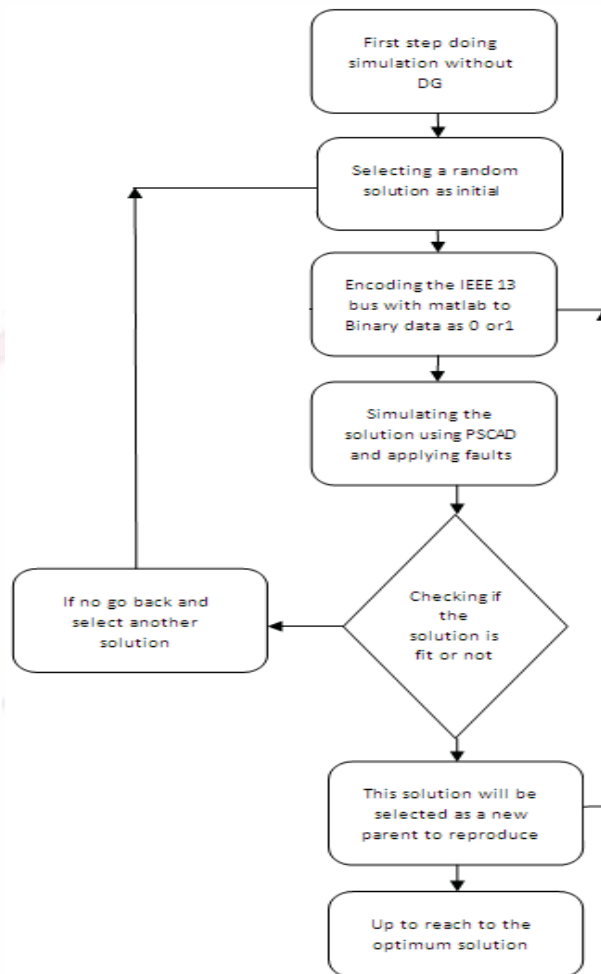 First step doing
simulation without
DG
Selecting a random
solution as initial
Encoding the IEEE 13
bus with matlab to
Binary data as 0 or1
Simulating the
solution using PSCAD
and applying faults
Checking if
the
solution is
fit or not
If no go back and
select another
solution
This solution will be
selected as a new
parent to reproduce
Up to reach to the
optimum solution